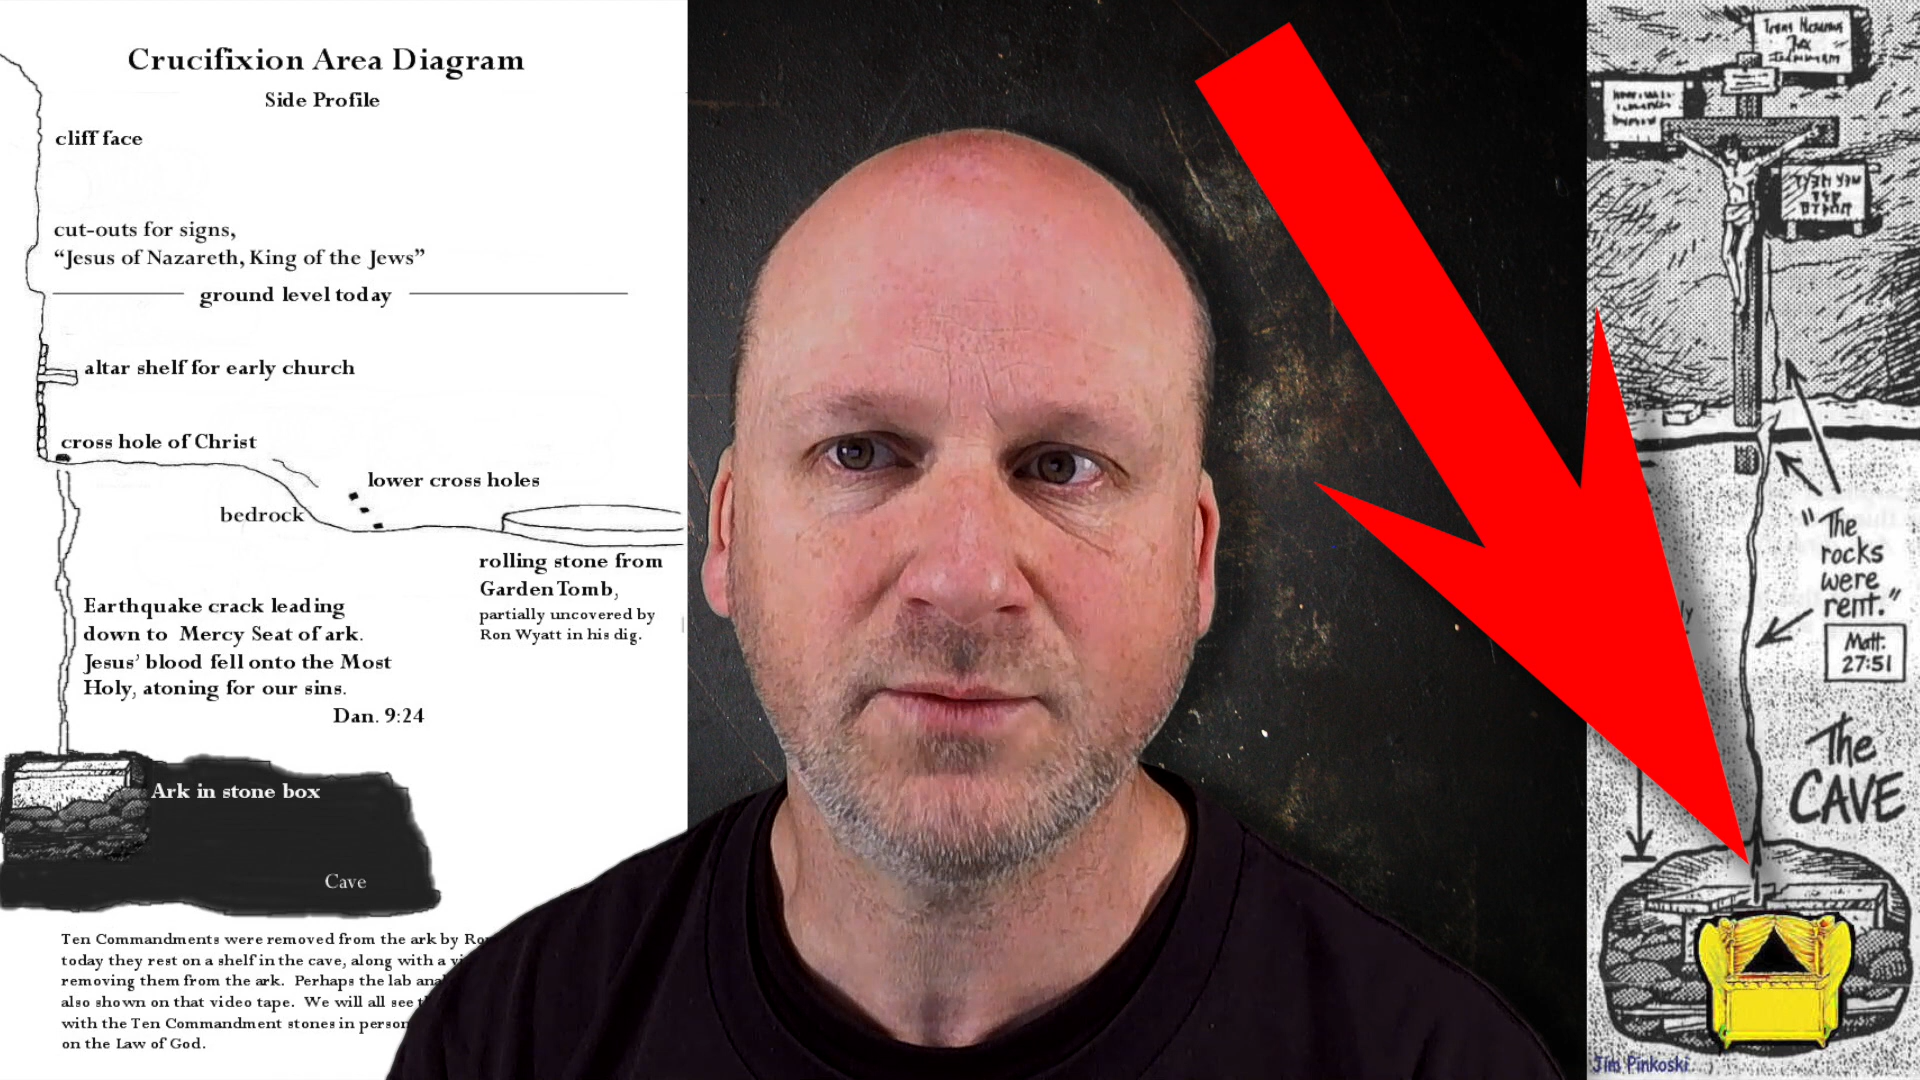 Crucifixion Area Diagram
Side Profile
cliff face
cut-outs for signs,
“Jesus of Nazareth, King of the Jews”
ground level today
altar shelf for early church
cross hole of Christ
lower cross holes
bedrock
rolling stone from
Garden Tomb,
partially uncovered by
Ron Wyatt in his dig.
Earthquake crack leading
down to Mercy Seat of ark.
Jesus’ blood fell onto the Most
Holy, atoning for our sins.
Dan. 9:24
Ark in stone box
Cave
Ten Commandments were removed from the ark by
today they rest on a shelf in the cave, along with a
removing them from the ark. Perhaps the lab
also shown on that video tape. We will all see
with the Ten Commandment stones in person
on the Law of God.
"The
rocks
were
rent."
Matt.
27:51
The
CAVE
Jim Pinkoski